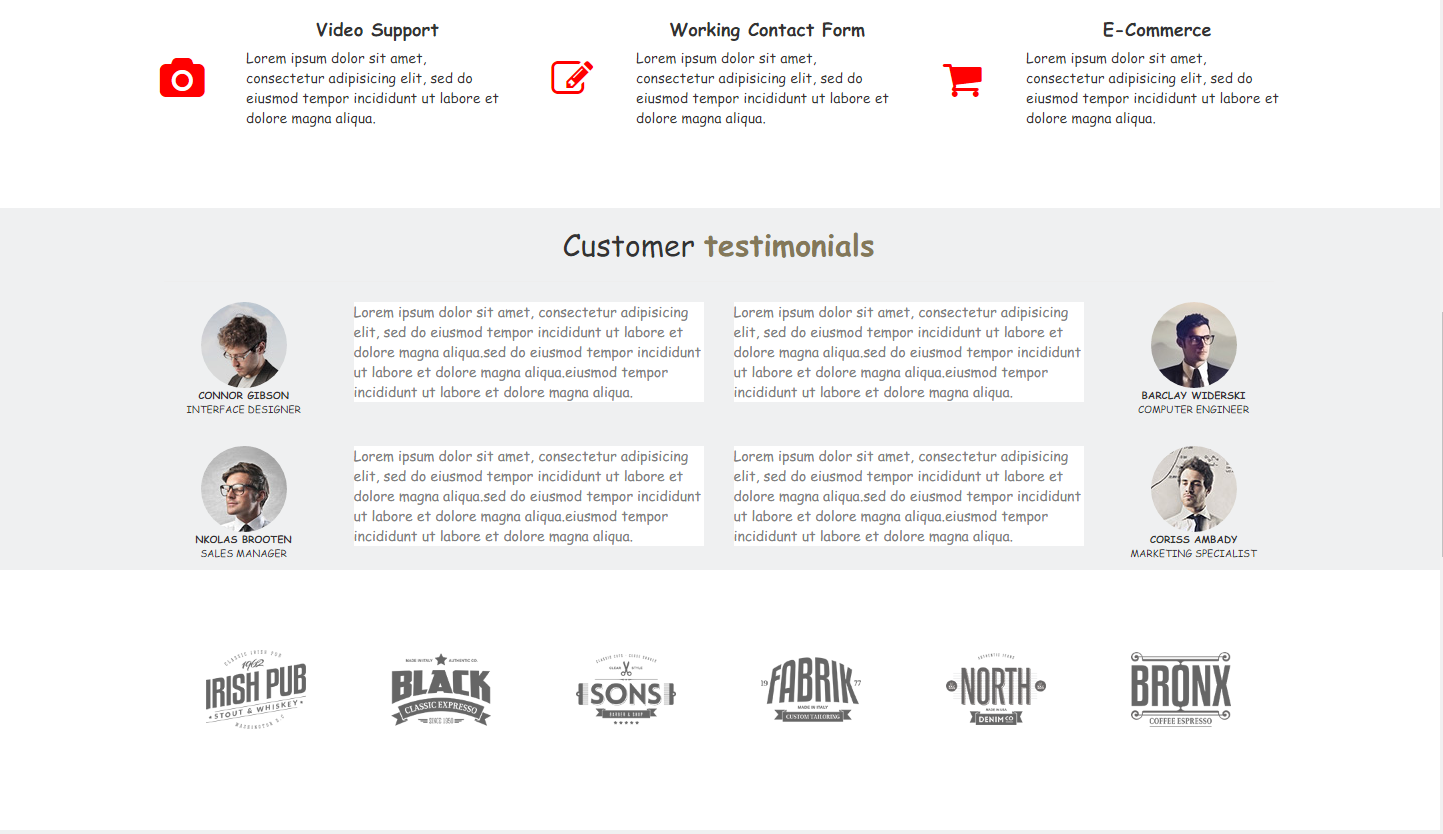 Video Support
Lorem ipsum dolor sit amet,
consectetur adipisicing elit, sed do
eiusmod tempor incididunt ut labore et
dolore magna aliqua.
Working Contact Form
Lorem ipsum dolor sit amet,
consectetur adipisicing elit, sed do
eiusmod tempor incididunt ut labore et
dolore magna aliqua.
E-Commerce
Lorem ipsum dolor sit amet,
consectetur adipisicing elit, sed do
eiusmod tempor incididunt ut labore et
dolore magna aliqua.
Customer testimonials
CONNOR GIBSON
INTERFACE DESIGNER
Lorem ipsum dolor sit amet, consectetur adipisicing
elit, sed do eiusmod tempor incididunt ut labore et
dolore magna aliqua.sed do eiusmod tempor incididunt
ut labore et dolore magna aliqua.eiusmod tempor
incididunt ut labore et dolore magna aliqua.
Lorem ipsum dolor sit amet, consectetur adipisicing
elit, sed do eiusmod tempor incididunt ut labore et
dolore magna aliqua.sed do eiusmod tempor incididunt
ut labore et dolore magna aliqua.eiusmod tempor
incididunt ut labore et dolore magna aliqua.
BARCLAY WIDERSKI
COMPUTER ENGINEER
NKOLAS BROOTEN
SALES MANAGER
Lorem ipsum dolor sit amet, consectetur adipisicing
elit, sed do eiusmod tempor incididunt ut labore et
dolore magna aliqua.sed do eiusmod tempor incididunt
ut labore et dolore magna aliqua.eiusmod tempor
incididunt ut labore et dolore magna aliqua.
Lorem ipsum dolor sit amet, consectetur adipisicing
elit, sed do eiusmod tempor incididunt ut labore et
dolore magna aliqua.sed do eiusmod tempor incididunt
ut labore et dolore magna aliqua.eiusmod tempor
incididunt ut labore et dolore magna aliqua.
CORISS AMBADY
MARKETING SPECIALIST
CLASSIC IRISH PUB
1962
IRISH PUB
STOUT & WHISKEY
WASHINGTON D.C
MADE IN ITALY AUTHENTIC CO.
BLACK
CLASSIC EXPRESSO
CLEAN STYLE
SONS
BARBER & SHOP
19 FABRIK 77
MADE IN ITALY
CUSTOM TAILORING
AUTHENTIC JEANS
NORTH
MADE IN USA
DENIM CO
BRONX
COFFEE ESPRESSO